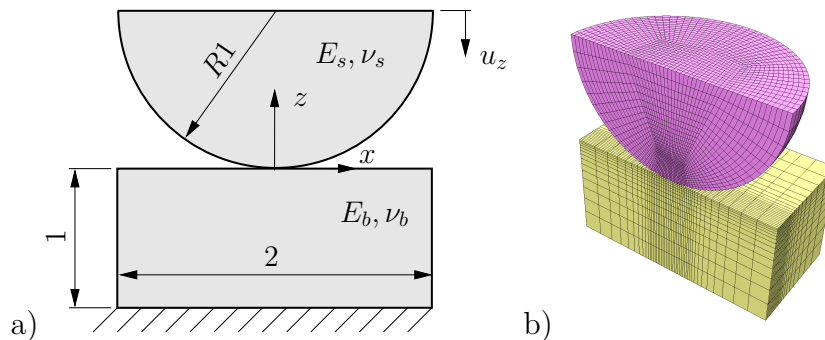 R1
E_s, ν_s
u_z
z
x
E_b, ν_b
1
2
a)
b)